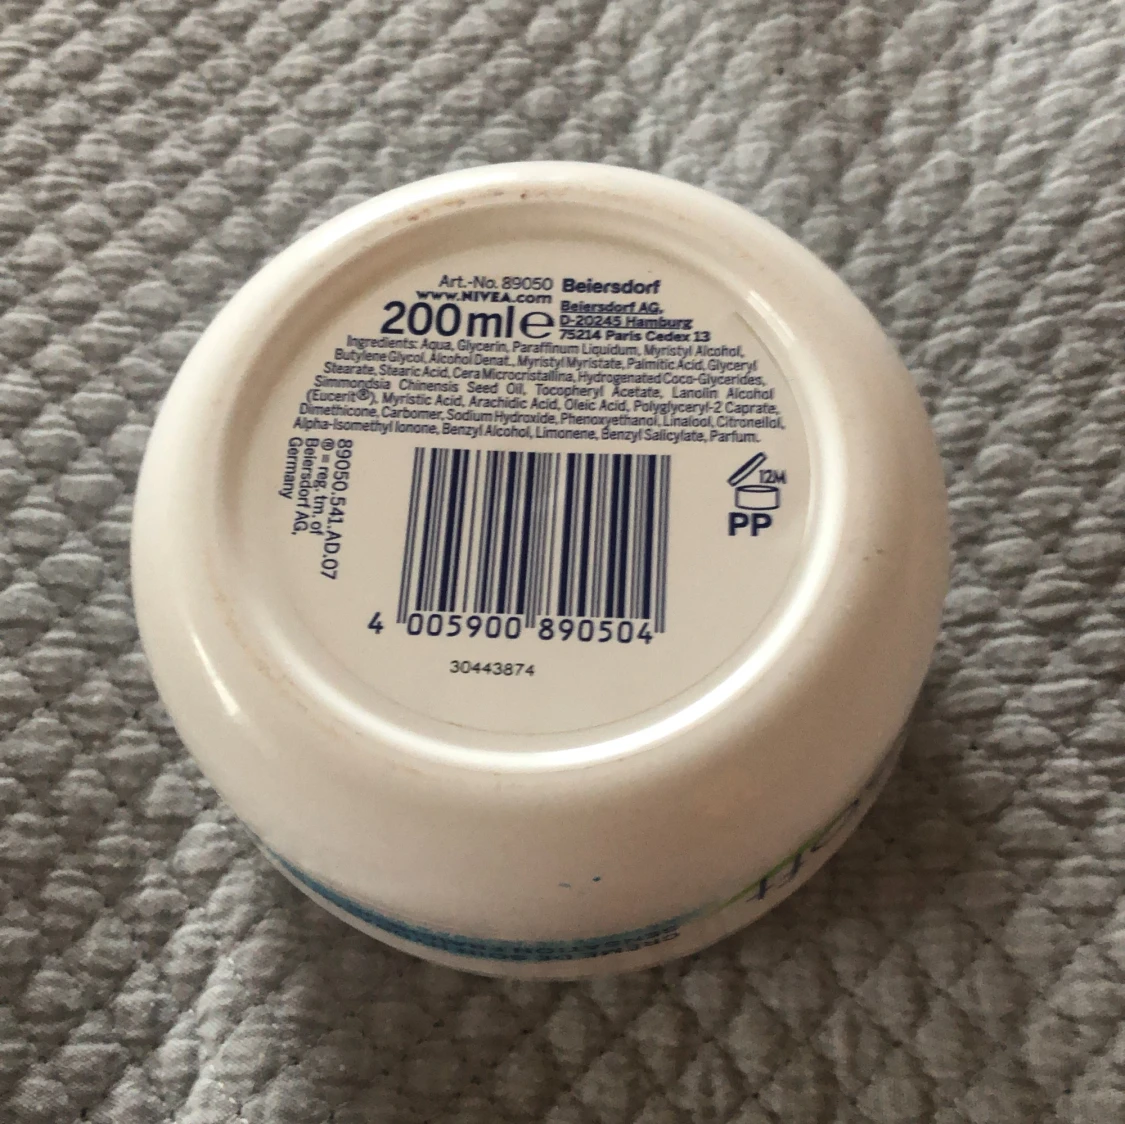 Art.-No. 89050 Beiersdorf
www.NIVEA.com
200ml℮
Beiersdorf AG,
D-20245 Hamburg
75214 Paris Cedex 13
Ingredients: Aqua, Glycerin, Paraffinum Liquidum, Myristyl Alcohol,
Butylene Glycol, Alcohol Denat., Myristyl Myristate, Palmitic Acid, Glyceryl
Stearate, Stearic Acid, Cera Microcristallina, Hydrogenated Coco-Glycerides,
Simmondsia Chinensis Seed Oil, Tocopheryl Acetate, Lanolin Alcohol
(Eucerit®), Myristic Acid, Arachidic Acid, Oleic Acid, Polyglyceryl-2 Caprate,
Dimethicone, Carbomer, Sodium Hydroxide, Phenoxyethanol, Linalool, Citronellol,
Alpha-Isomethyl Ionone, Benzyl Alcohol, Limonene, Benzyl Salicylate, Parfum.
89050.541.AD.07
® = reg. tm. of
Beiersdorf AG,
Germany
12M
PP
4 005900 890504
30443874